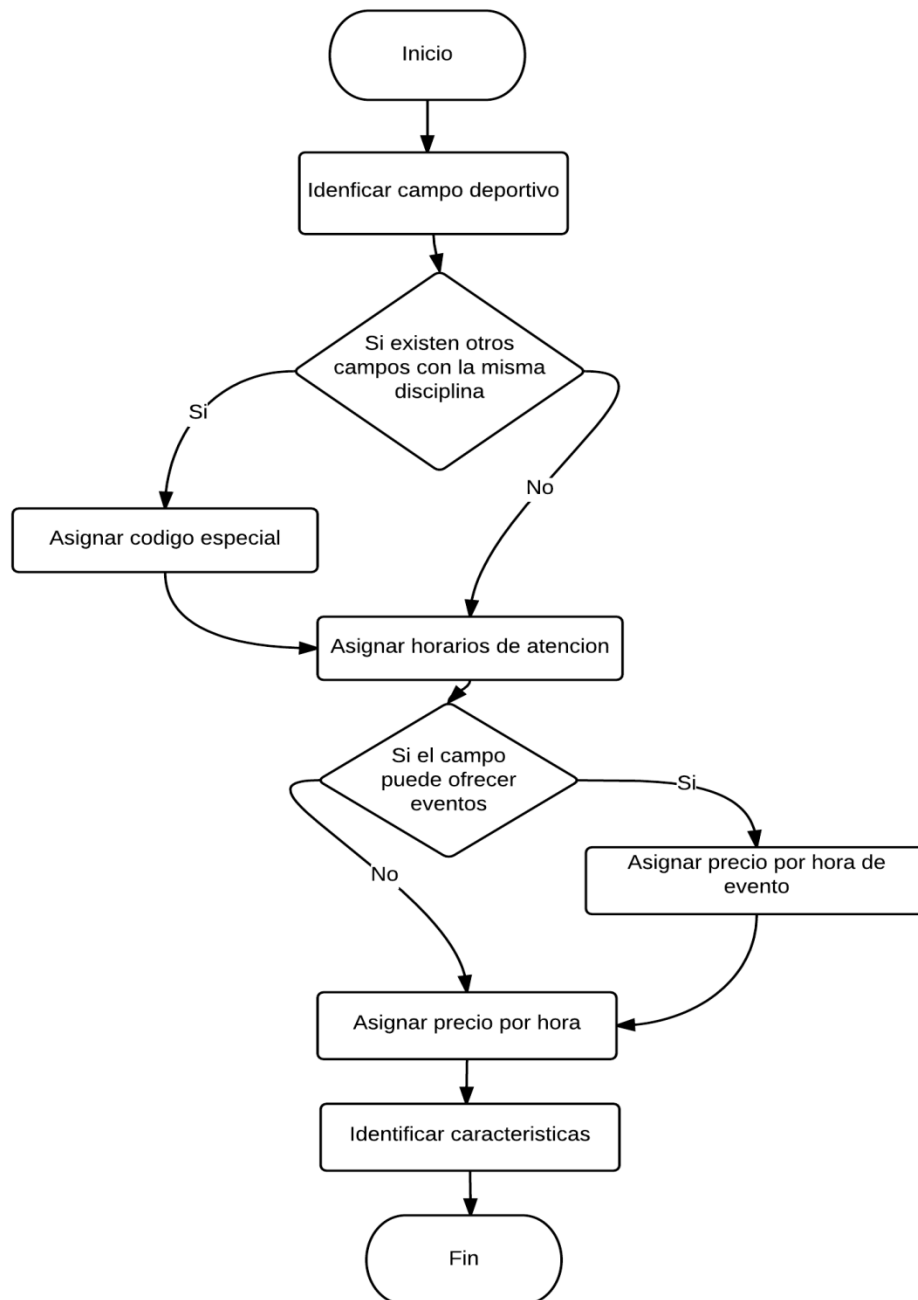 Inicio
Idenficar campo deportivo
Si existen otros
campos con la misma
disciplina
Si
No
Asignar codigo especial
Asignar horarios de atencion
Si el campo
puede ofrecer
eventos
Si
No
Asignar precio por hora de
evento
Asignar precio por hora
Identificar caracteristicas
Fin